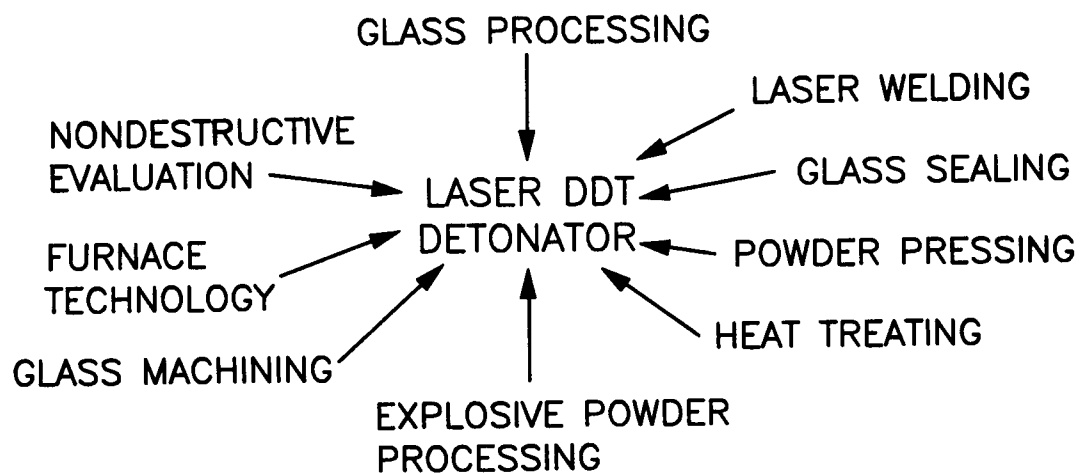 GLASS PROCESSING
LASER WELDING
NONDESTRUCTIVE
EVALUATION
GLASS SEALING
LASER DDT
DETONATOR
FURNACE
TECHNOLOGY
POWDER PRESSING
HEAT TREATING
GLASS MACHINING
EXPLOSIVE POWDER
PROCESSING